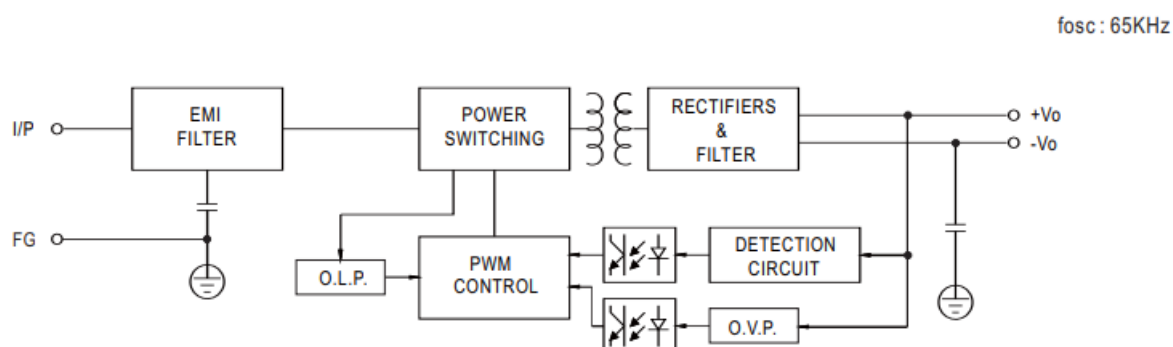 fosc : 65KHz
EMI
FILTER
POWER
SWITCHING
RECTIFIERS
&
FILTER
I/P
+Vo
-Vo
FG
O.L.P.
PWM
CONTROL
DETECTION
CIRCUIT
O.V.P.